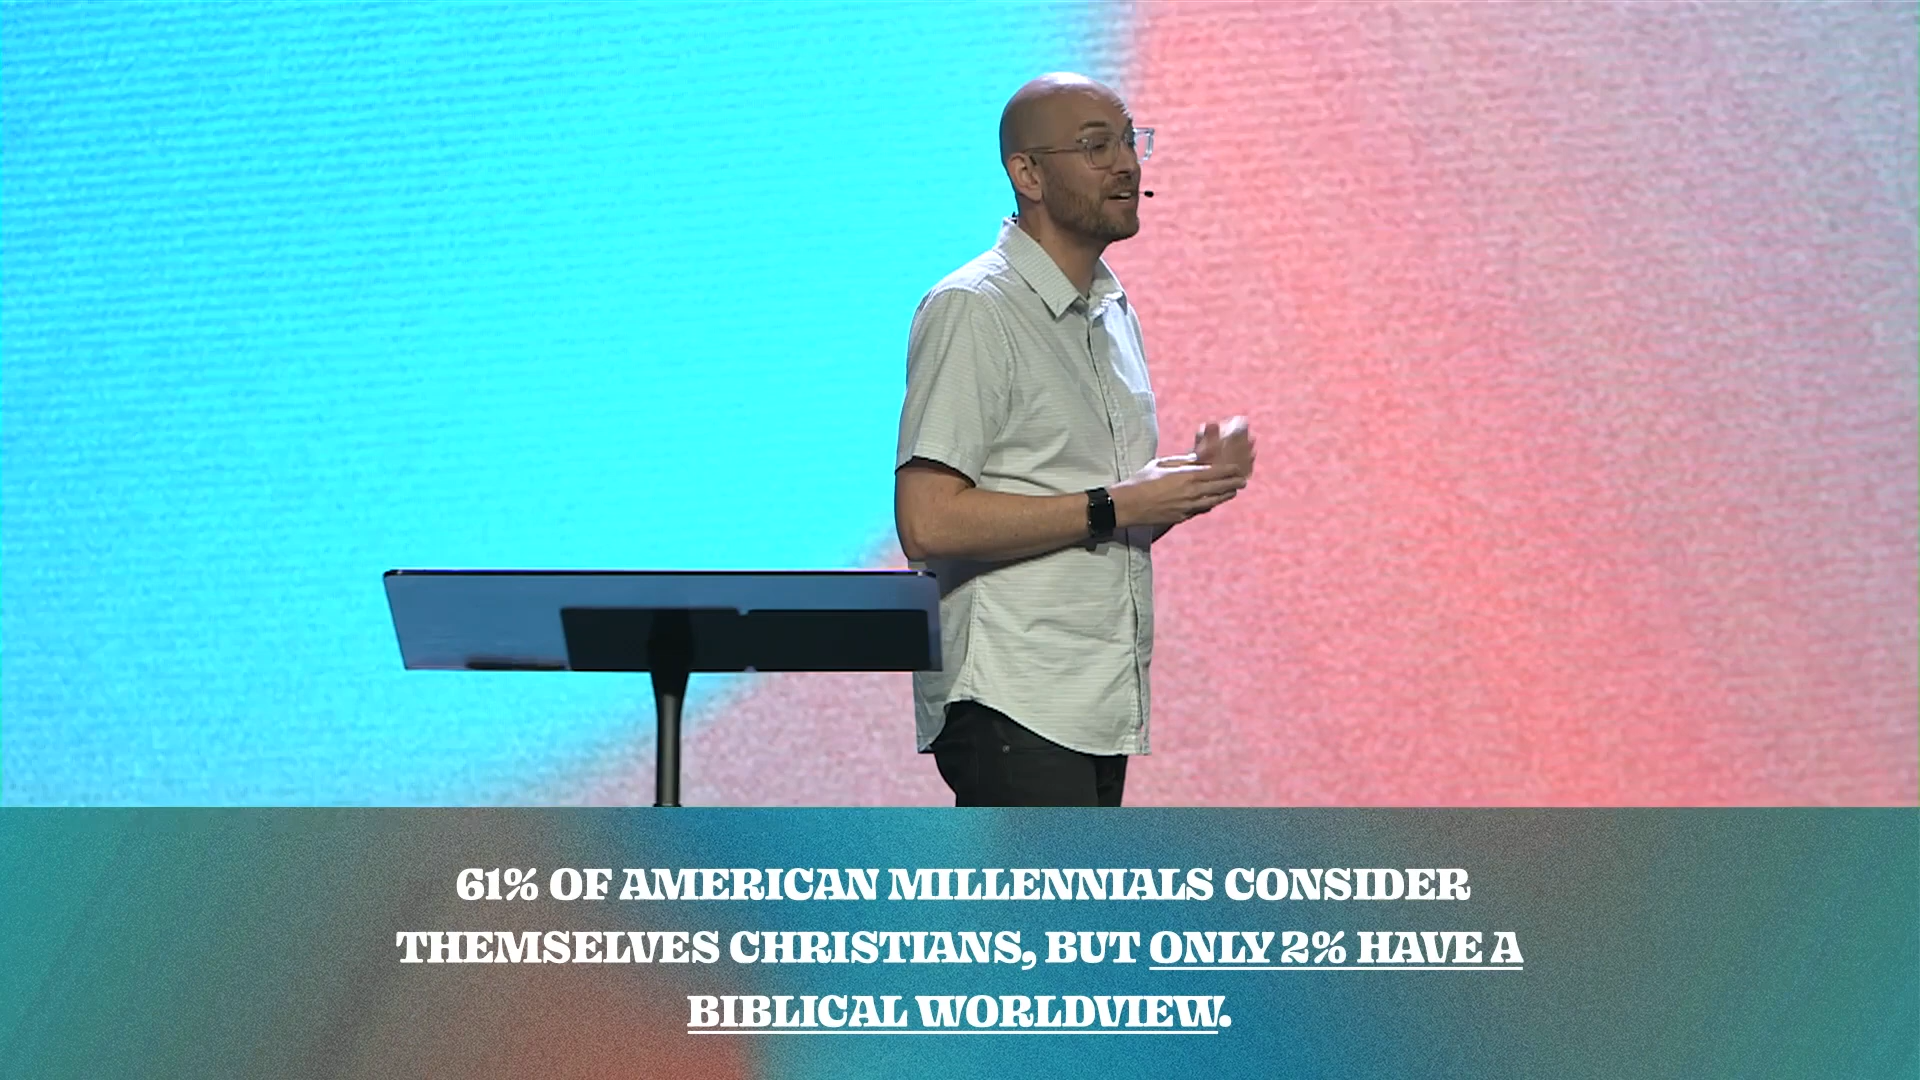 61% OF AMERICAN MILLENNIALS CONSIDER
THEMSELVES CHRISTIANS, BUT ONLY 2% HAVE A
BIBLICAL WORLDVIEW.